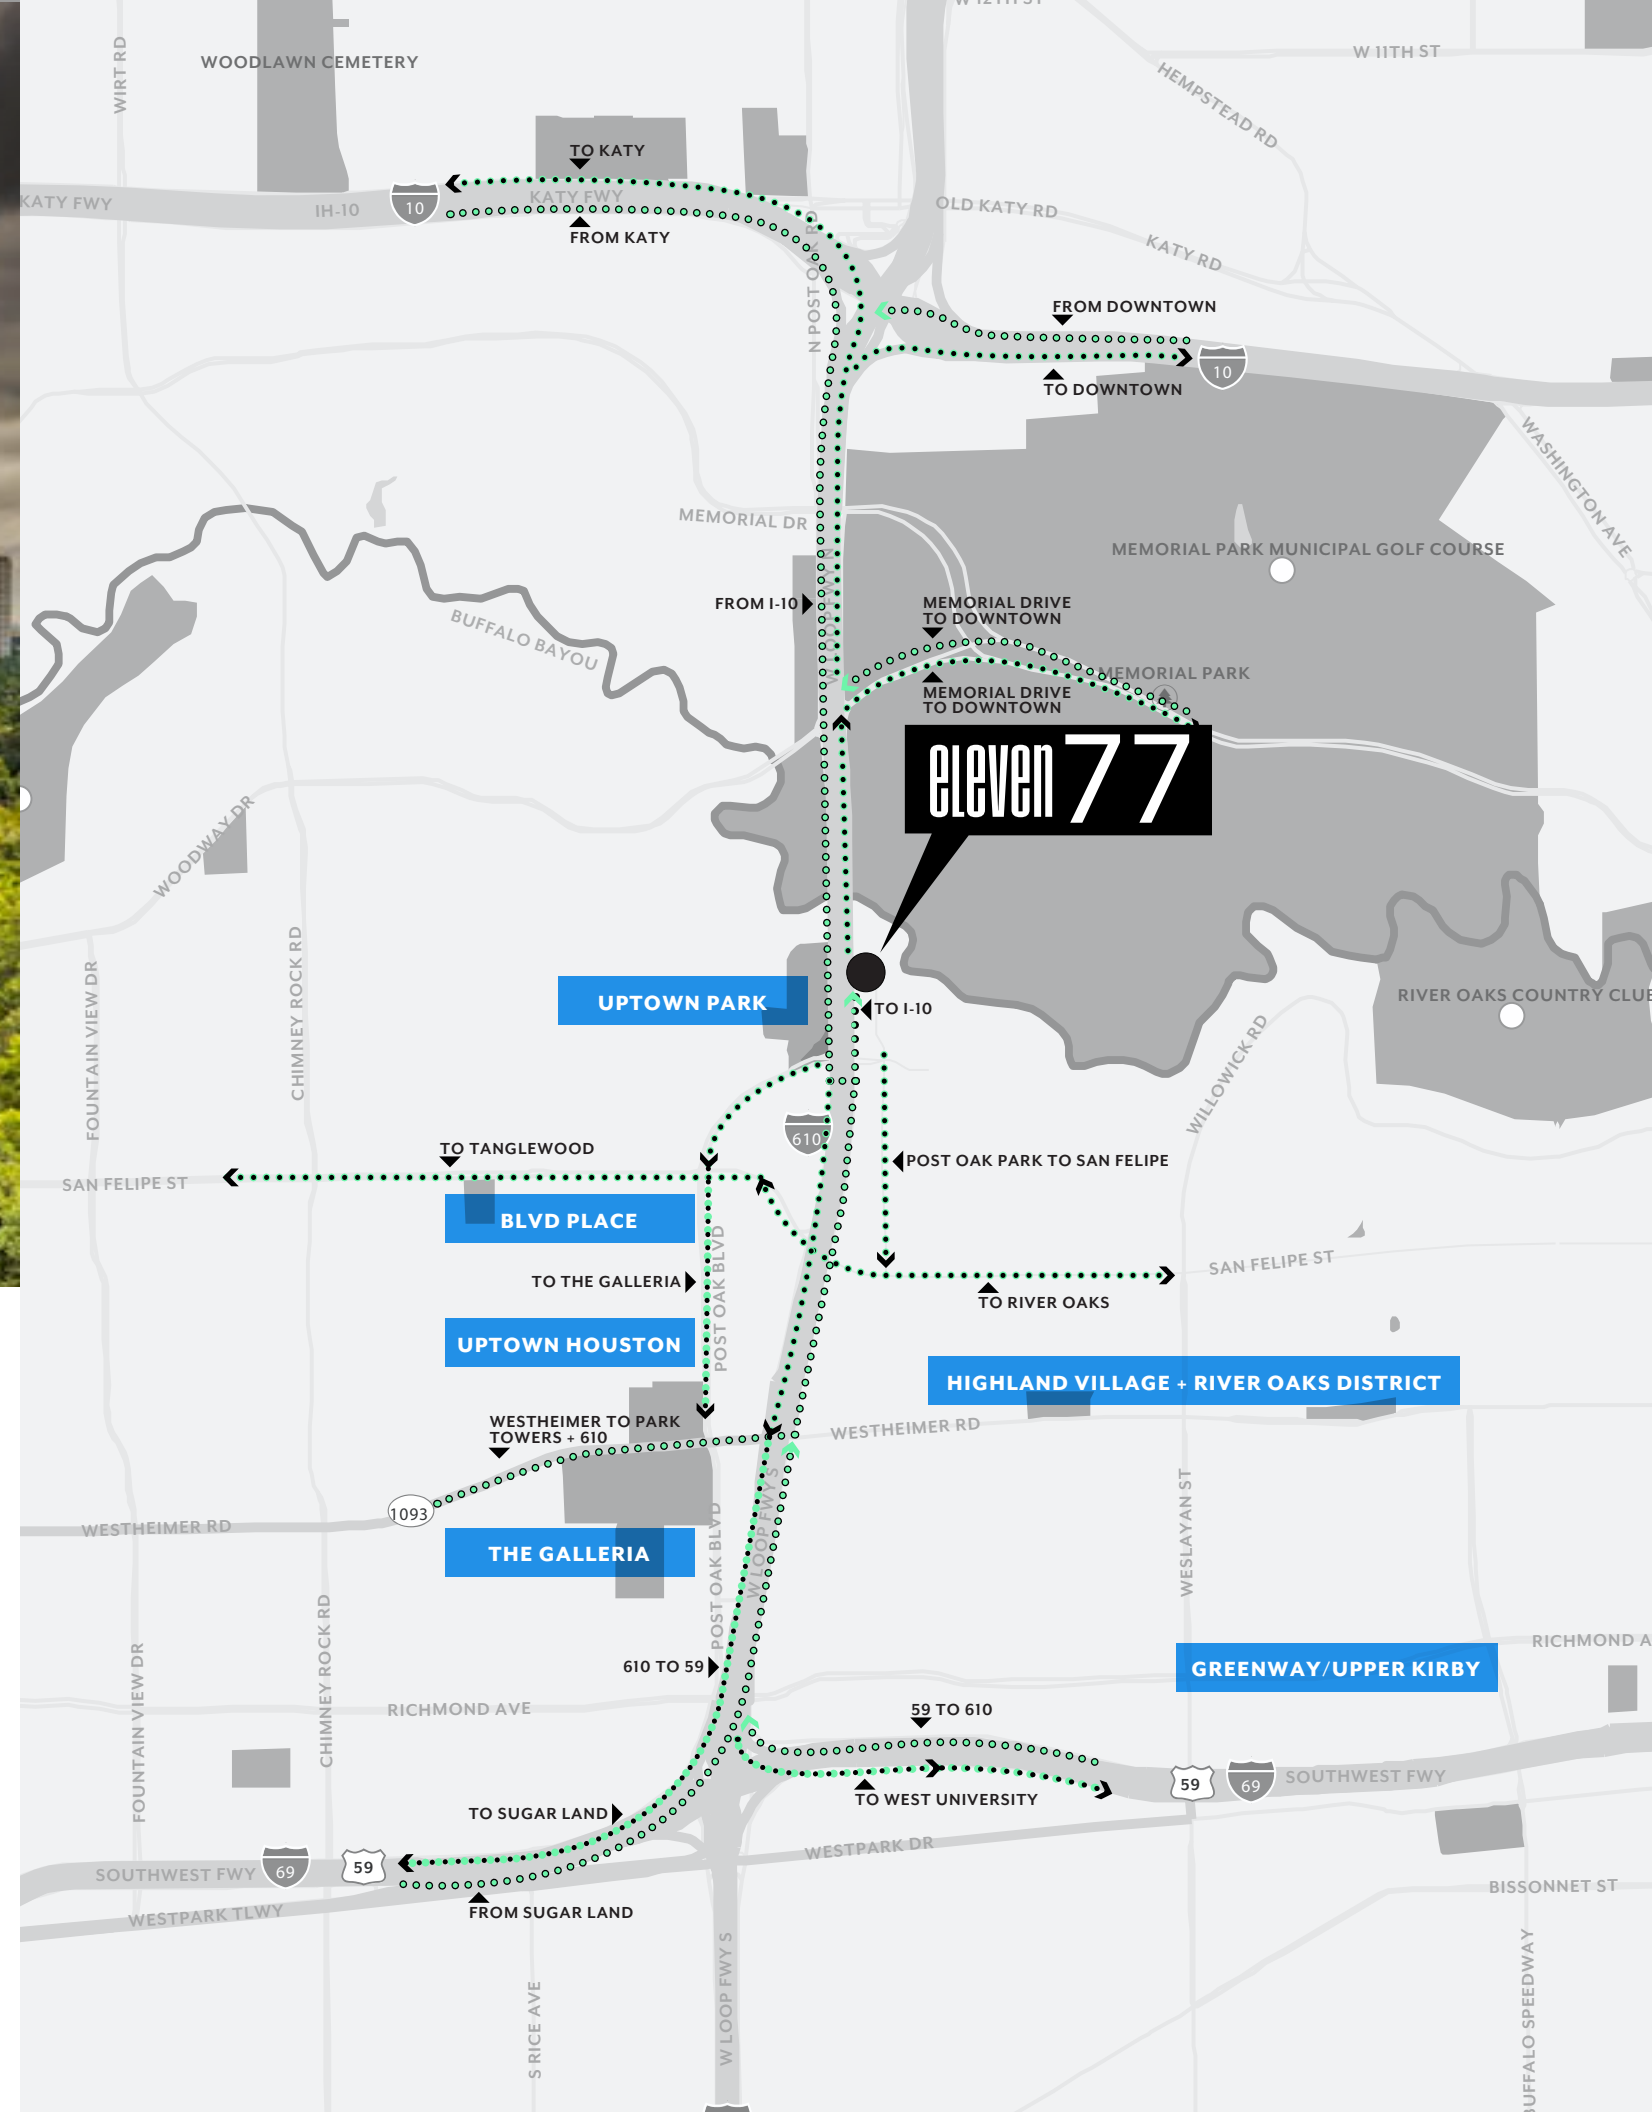 W 12TH ST
WOODLAWN CEMETERY
WIRT RD
W 11TH ST
HEMPSTEAD RD
TO KATY
KATY FWY
KATY FWY
IH-10
10
FROM KATY
N POST OAK RD
OLD KATY RD
KATY RD
FROM DOWNTOWN
TO DOWNTOWN
10
WASHINGTON AVE
MEMORIAL DR
MEMORIAL PARK MUNICIPAL GOLF COURSE
FROM I-10
W LOOP FWY N
MEMORIAL DRIVE
TO DOWNTOWN
BUFFALO BAYOU
MEMORIAL PARK
MEMORIAL DRIVE
TO DOWNTOWN
eleven 77
WOODWAY DR
UPTOWN PARK
TO I-10
RIVER OAKS COUNTRY CLUB
FOUNTAIN VIEW DR
CHIMNEY ROCK RD
WILLOWICK RD
610
TO TANGLEWOOD
POST OAK PARK TO SAN FELIPE
SAN FELIPE ST
BLVD PLACE
POST OAK BLVD
SAN FELIPE ST
TO THE GALLERIA
TO RIVER OAKS
UPTOWN HOUSTON
HIGHLAND VILLAGE + RIVER OAKS DISTRICT
WESTHEIMER TO PARK
TOWERS + 610
WESTHEIMER RD
1093
WESTHEIMER RD
THE GALLERIA
POST OAK BLVD
W LOOP FWY S
WESLAYAN ST
CHIMNEY ROCK RD
FOUNTAIN VIEW DR
RICHMOND A
610 TO 59
GREENWAY/UPPER KIRBY
RICHMOND AVE
59 TO 610
59
69
SOUTHWEST FWY
TO WEST UNIVERSITY
TO SUGAR LAND
WESTPARK DR
SOUTHWEST FWY
69
59
FROM SUGAR LAND
WESTPARK TLWY
BISSONNET ST
S RICE AVE
W LOOP FWY S
BUFFALO SPEEDWAY